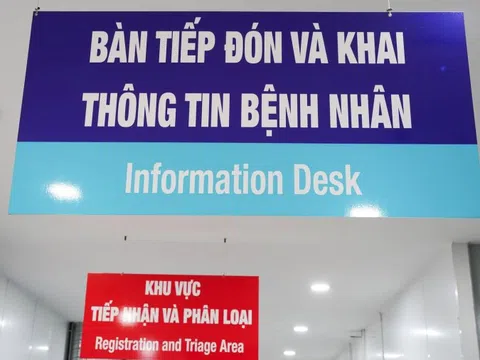 BÀN TIẾP ĐÓN VÀ KHAI
THÔNG TIN BỆNH NHÂN
Information Desk
KHU VỰC
TIẾP NHẬN VÀ PHÂN LOẠI
Registration and Triage Area